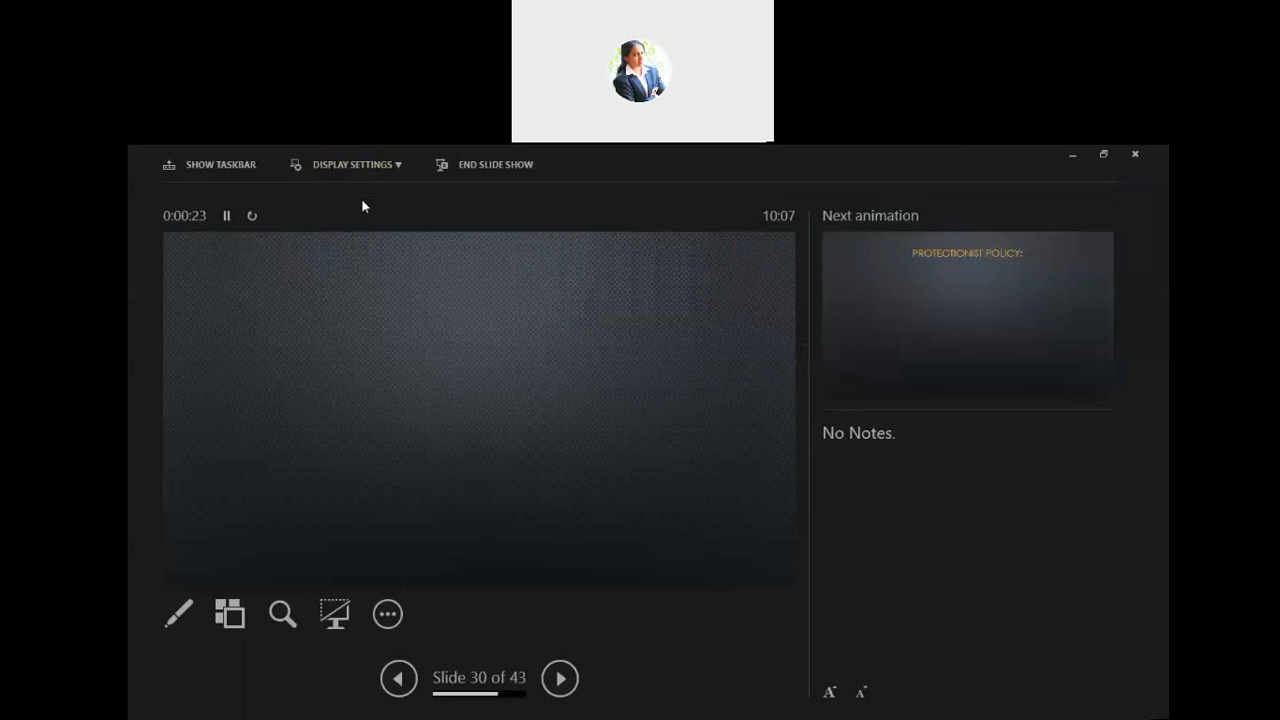 SHOW TASKBAR
DISPLAY SETTINGS ▼
END SLIDE SHOW
0:00:23
10:07
Next animation
PROTECTIONIST POLICY:
No Notes.
Slide 30 of 43
A A